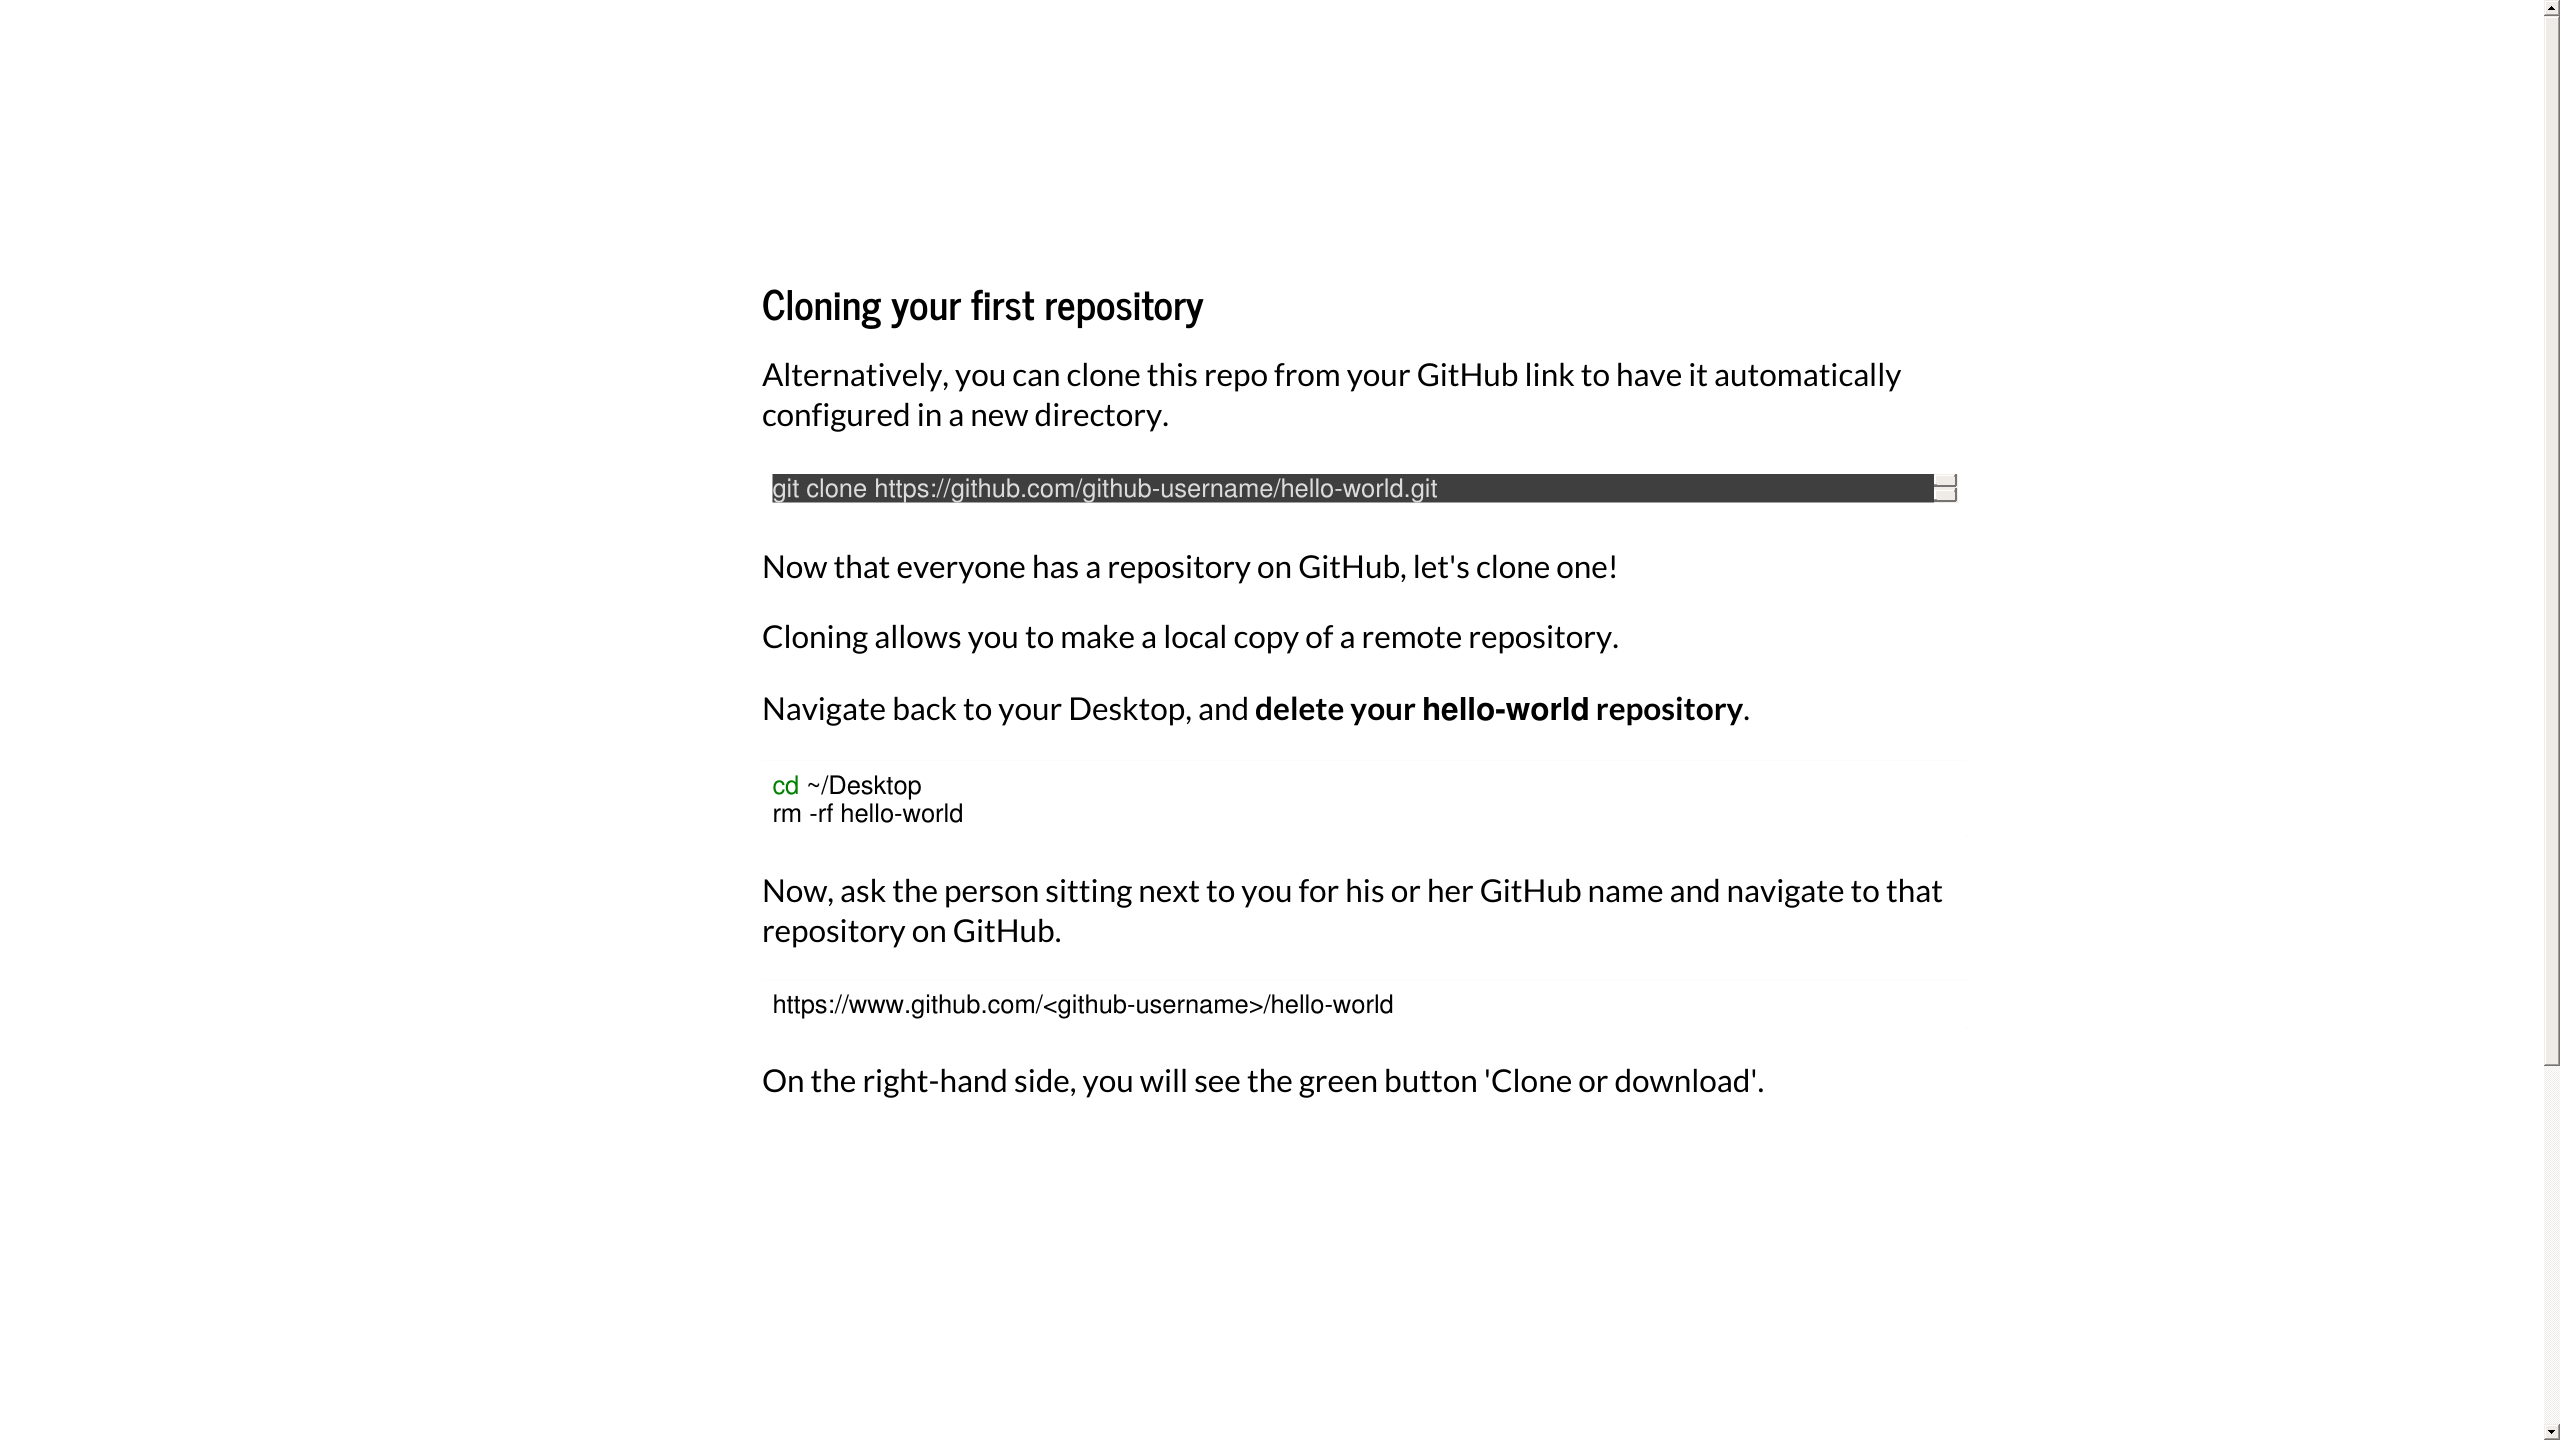 Cloning your first repository
Alternatively, you can clone this repo from your GitHub link to have it automatically
configured in a new directory.
git clone https://github.com/github-username/hello-world.git
Now that everyone has a repository on GitHub, let's clone one!
Cloning allows you to make a local copy of a remote repository.
Navigate back to your Desktop, and delete your hello-world repository.
cd ~/Desktop
rm -rf hello-world
Now, ask the person sitting next to you for his or her GitHub name and navigate to that
repository on GitHub.
https://www.github.com/<github-username>/hello-world
On the right-hand side, you will see the green button 'Clone or download'.